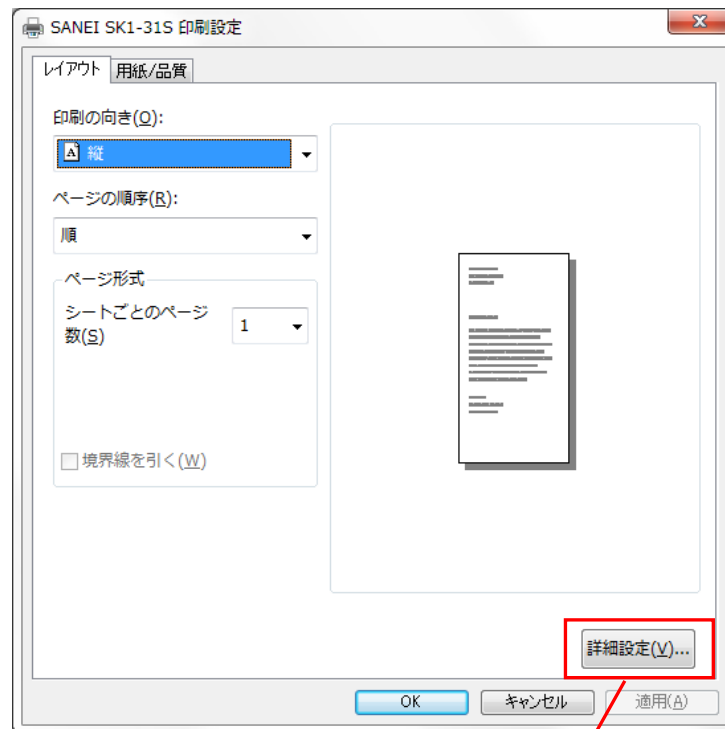 SANEI SK1-31S 印刷設定
レイアウト 用紙/品質
印刷の向き(O):
縦
ページの順序(R):
順
ページ形式
シートごとのページ
数(S)
1
境界線を引く(W)
詳細設定(V)...
OK キャンセル 適用(A)